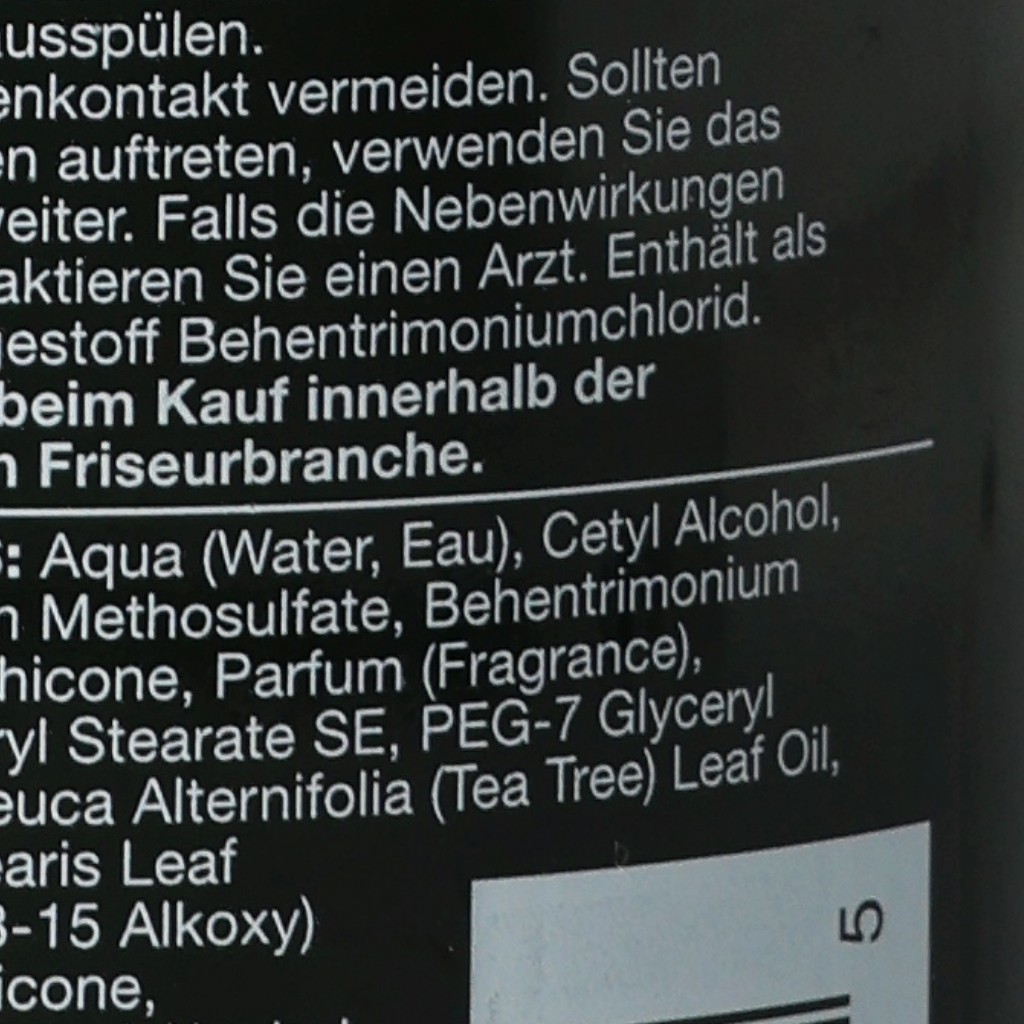 ausspülen.
enkontakt vermeiden. Sollten
en auftreten, verwenden Sie das
weiter. Falls die Nebenwirkungen
aktieren Sie einen Arzt. Enthält als
gestoff Behentrimoniumchlorid.
beim Kauf innerhalb der
n Friseurbranche.
s: Aqua (Water, Eau), Cetyl Alcohol,
n Methosulfate, Behentrimonium
hicone, Parfum (Fragrance),
ryl Stearate SE, PEG-7 Glyceryl
euca Alternifolia (Tea Tree) Leaf Oil,
earis Leaf
3-15 Alkoxy)
icone,
5